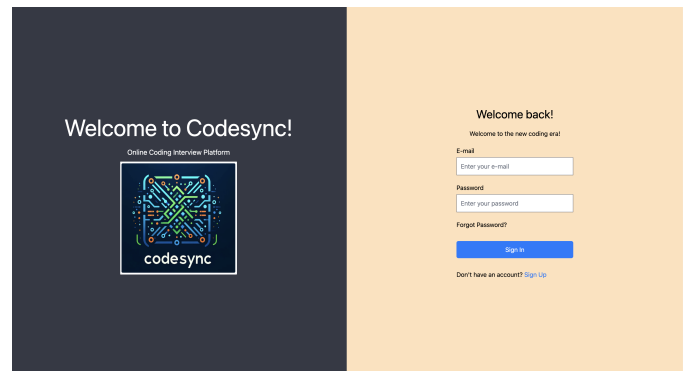 Welcome to Codesync!
Online Coding Interview Platform
codesync
Welcome back!
Welcome to the new coding era!
E-mail
Enter your e-mail
Password
Enter your password
Forgot Password?
Sign In
Don't have an account? Sign Up